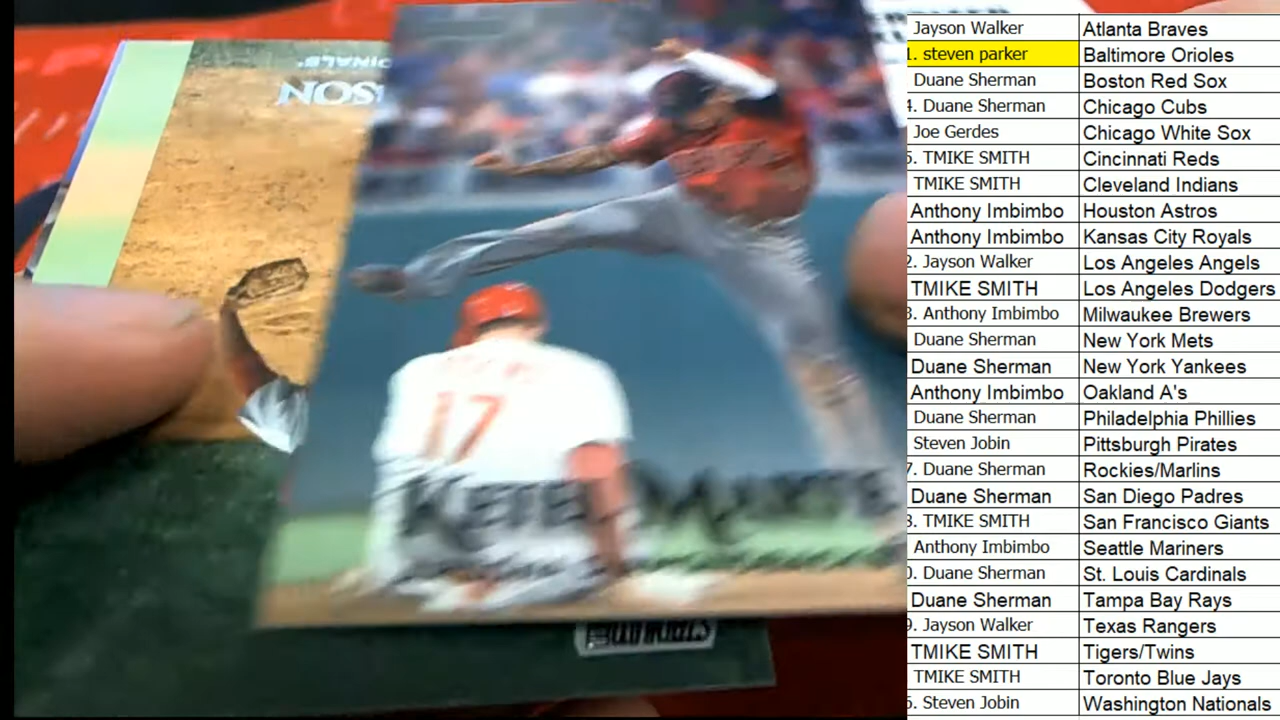 NOSI
17
KETEL MARTE
Jayson Walker Atlanta Braves
1. steven parker Baltimore Orioles
Duane Sherman Boston Red Sox
4. Duane Sherman Chicago Cubs
Joe Gerdes Chicago White Sox
5. TMIKE SMITH Cincinnati Reds
TMIKE SMITH Cleveland Indians
Anthony Imbimbo Houston Astros
Anthony Imbimbo Kansas City Royals
2. Jayson Walker Los Angeles Angels
TMIKE SMITH Los Angeles Dodgers
3. Anthony Imbimbo Milwaukee Brewers
Duane Sherman New York Mets
Duane Sherman New York Yankees
Anthony Imbimbo Oakland A's
Duane Sherman Philadelphia Phillies
Steven Jobin Pittsburgh Pirates
7. Duane Sherman Rockies/Marlins
Duane Sherman San Diego Padres
3. TMIKE SMITH San Francisco Giants
Anthony Imbimbo Seattle Mariners
0. Duane Sherman St. Louis Cardinals
Duane Sherman Tampa Bay Rays
9. Jayson Walker Texas Rangers
TMIKE SMITH Tigers/Twins
TMIKE SMITH Toronto Blue Jays
5. Steven Jobin Washington Nationals